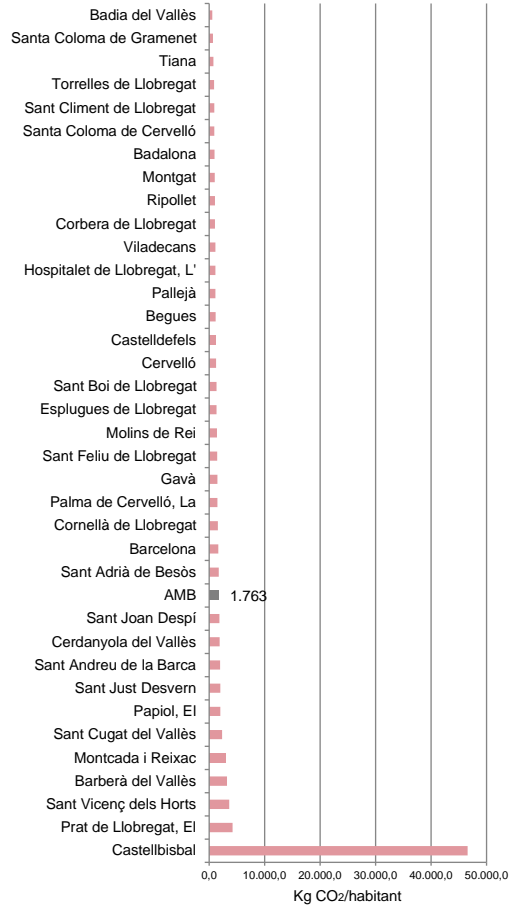 Badia del Vallès
Santa Coloma de Gramenet
Tiana
Torrelles de Llobregat
Sant Climent de Llobregat
Santa Coloma de Cervelló
Badalona
Montgat
Ripollet
Corbera de Llobregat
Viladecans
Hospitalet de Llobregat, L'
Pallejà
Begues
Castelldefels
Cervelló
Sant Boi de Llobregat
Esplugues de Llobregat
Molins de Rei
Sant Feliu de Llobregat
Gavà
Palma de Cervelló, La
Cornellà de Llobregat
Barcelona
Sant Adrià de Besòs
AMB 1.763
Sant Joan Despí
Cerdanyola del Vallès
Sant Andreu de la Barca
Sant Just Desvern
Papiol, El
Sant Cugat del Vallès
Montcada i Reixac
Barberà del Vallès
Sant Vicenç dels Horts
Prat de Llobregat, El
Castellbisbal
0,0 10.000,0 20.000,0 30.000,0 40.000,0 50.000,0
Kg CO2/habitant